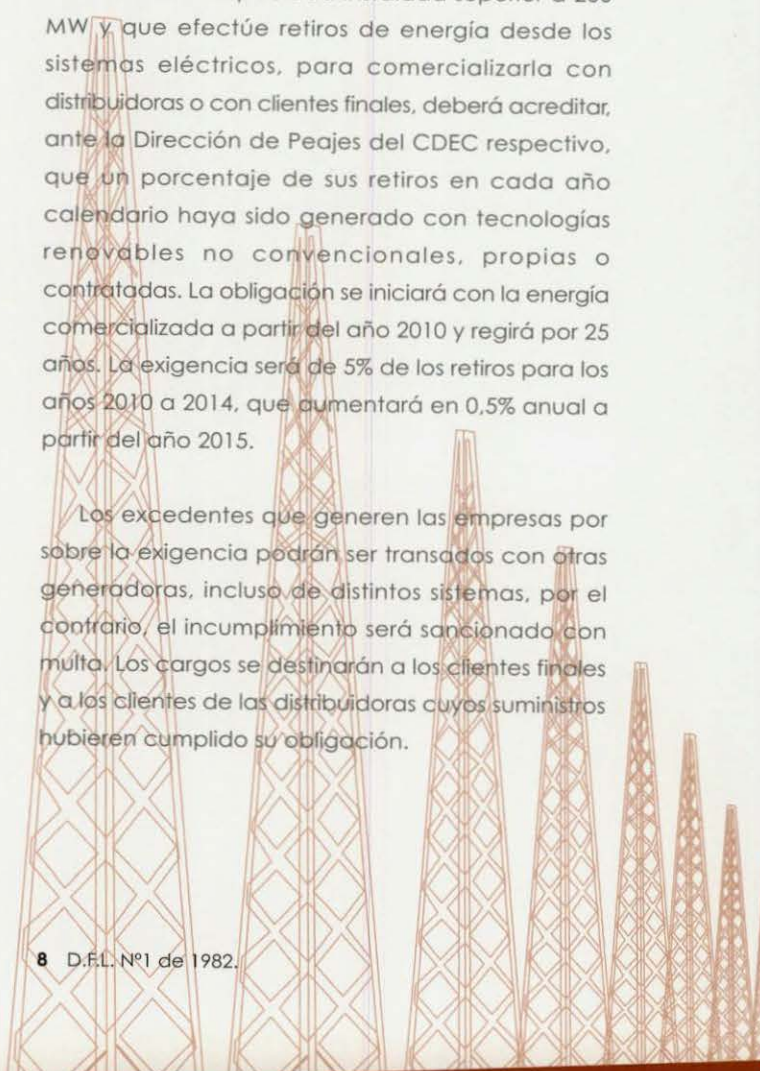 MW y que efectúe retiros de energía desde los
sistemas eléctricos, para comercializarla con
distribuidoras o con clientes finales, deberá acreditar,
ante la Dirección de Peajes del CDEC respectivo,
que un porcentaje de sus retiros en cada año
calendario haya sido generado con tecnologías
renovables no convencionales, propias o
contratadas. La obligación se iniciará con la energía
comercializada a partir del año 2010 y regirá por 25
años. La exigencia será de 5% de los retiros para los
años 2010 a 2014, que aumentará en 0,5% anual a
partir del año 2015.
Los excedentes que generen las empresas por
sobre la exigencia podrán ser transados con otras
generadoras, incluso de distintos sistemas, por el
contrario, el incumplimiento será sancionado con
multa. Los cargos se destinarán a los clientes finales
y a los clientes de las distribuidoras cuyos suministros
hubieren cumplido su obligación.
8 D.F.L. Nº1 de 1982.